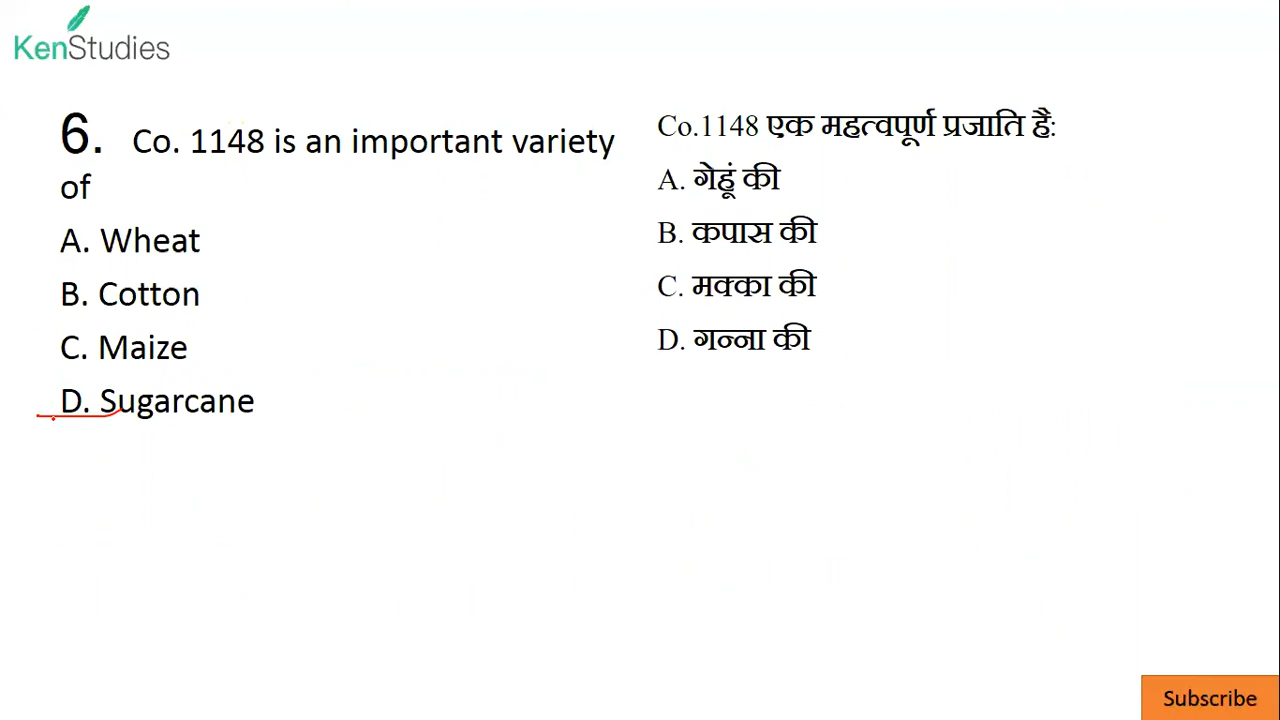 KenStudies
6. Co. 1148 is an important variety
of
A. Wheat
B. Cotton
C. Maize
D. Sugarcane
Co.1148 एक महत्वपूर्ण प्रजाति है:
A. गेहूं की
B. कपास की
C. मक्का की
D. गन्ना की
Subscribe